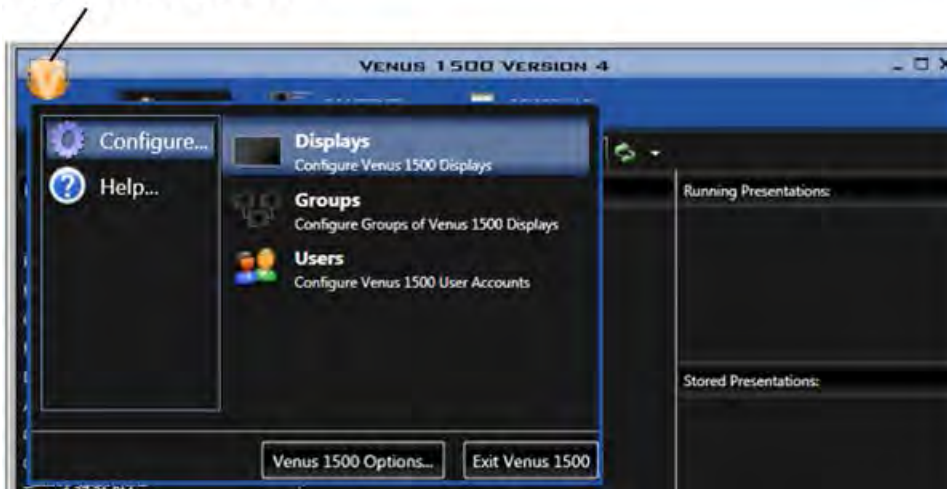 VENUS 1500 VERSION 4
V
Configure...
Help...
Displays
Configure Venus 1500 Displays
Groups
Configure Groups of Venus 1500 Displays
Users
Configure Venus 1500 User Accounts
Running Presentations:
Stored Presentations:
Venus 1500 Options...
Exit Venus 1500